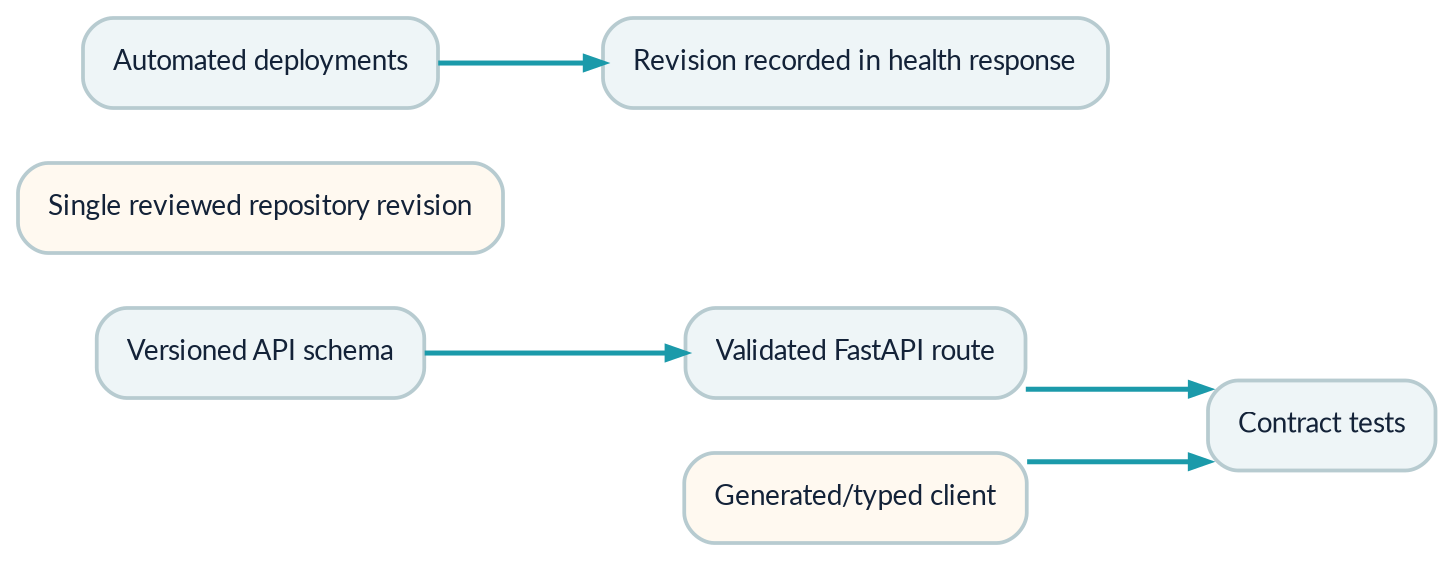 Automated deployments
Revision recorded in health response
Single reviewed repository revision
Versioned API schema
Validated FastAPI route
Contract tests
Generated/typed client